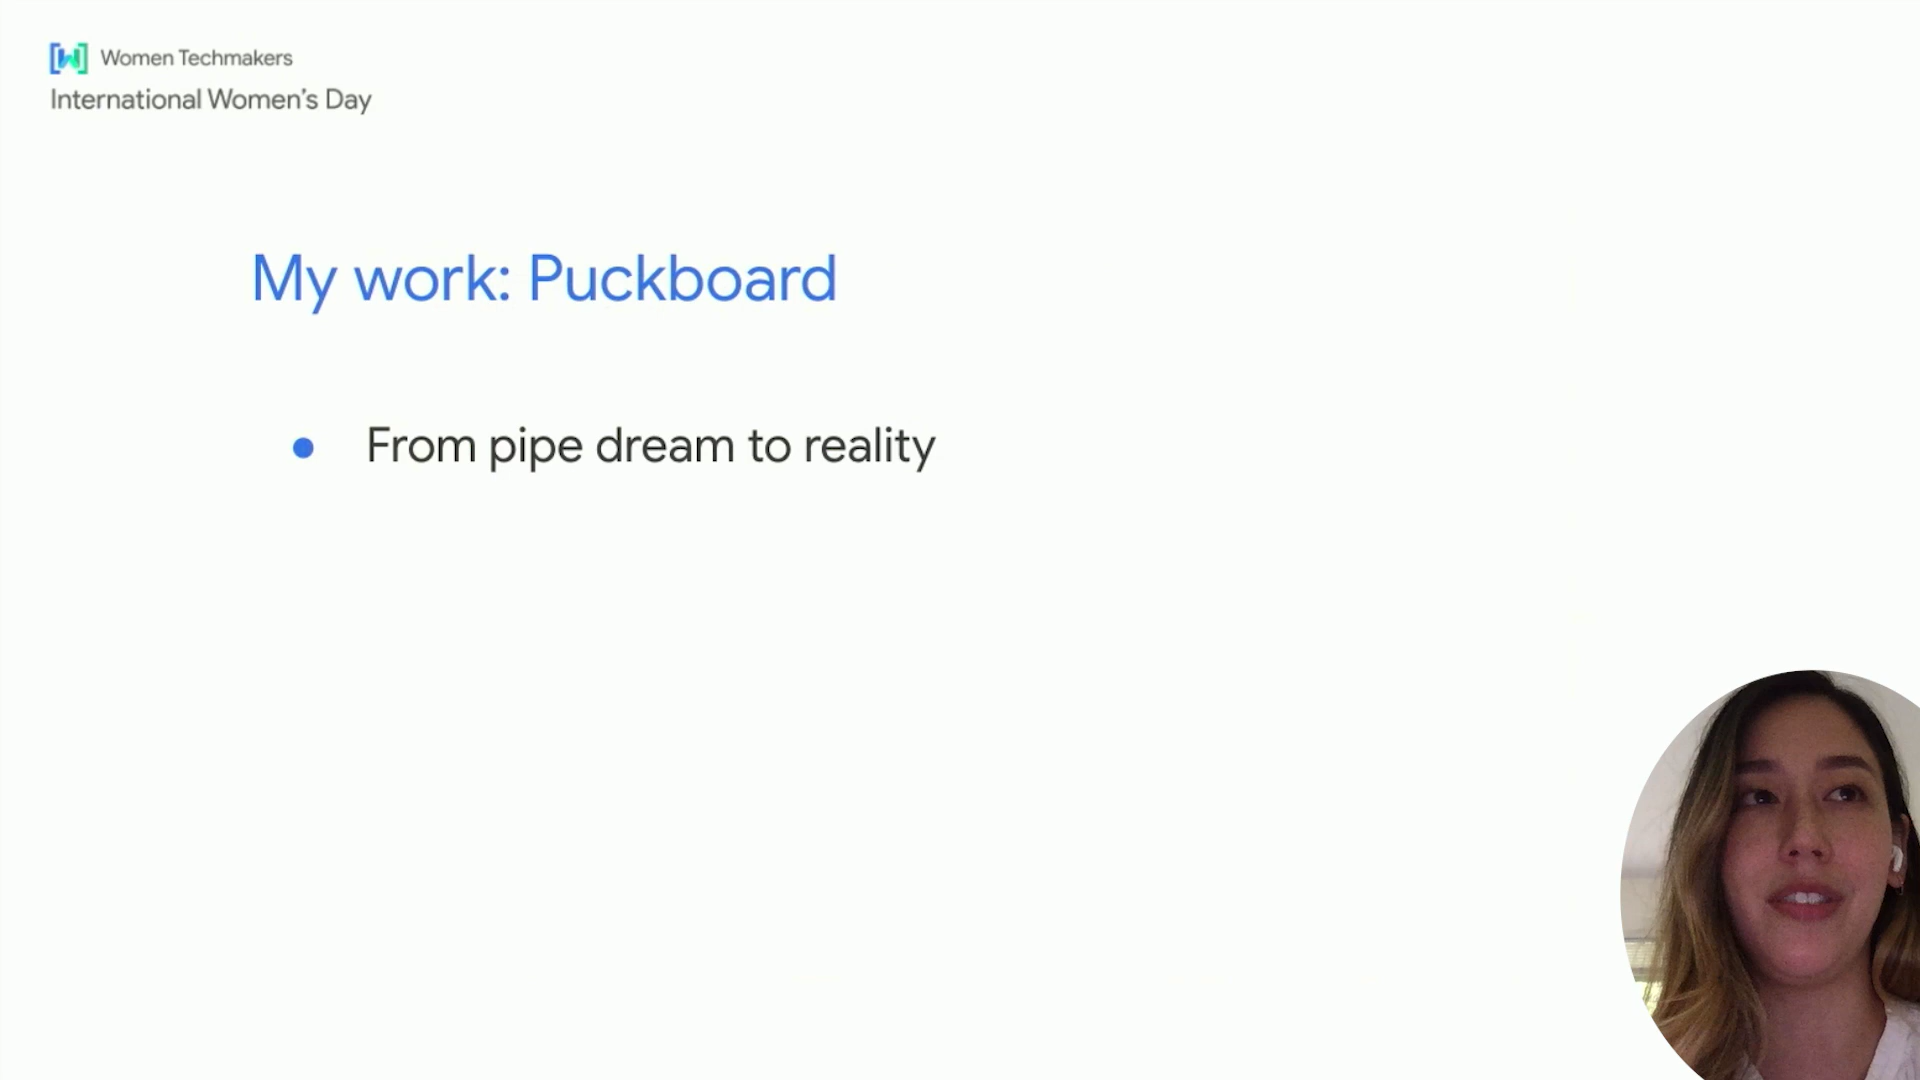 Women Techmakers
International Women’s Day
My work: Puckboard
● From pipe dream to reality